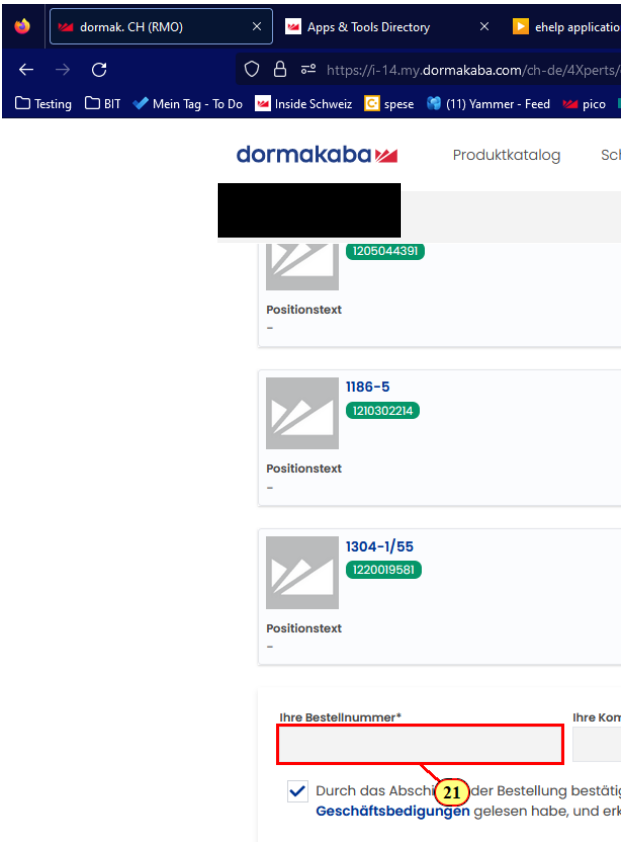 dormak. CH (RMO)
Apps & Tools Directory
ehelp applicatio
https://i-14.my.dormakaba.com/ch-de/4Xperts/
Testing BIT Mein Tag - To Do Inside Schweiz spese (11) Yammer - Feed pico
dormakaba Produktkatalog
1205044391
Positionstext
-
1186-5
1210302214
Positionstext
-
1304-1/55
1220019581
Positionstext
-
Ihre Bestellnummer* Ihre Kom
21
Durch das Abschi der Bestellung bestätig
Geschäftsbedigungen gelesen habe, und erk